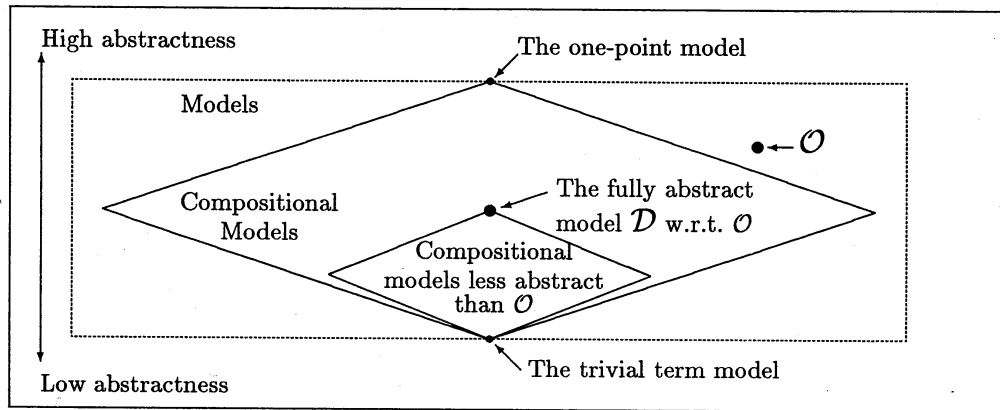 High abstractness
The one-point model
Models
𝒪
The fully abstract
model 𝒟 w.r.t. 𝒪
Compositional
Models
Compositional
models less abstract
than 𝒪
The trivial term model
Low abstractness